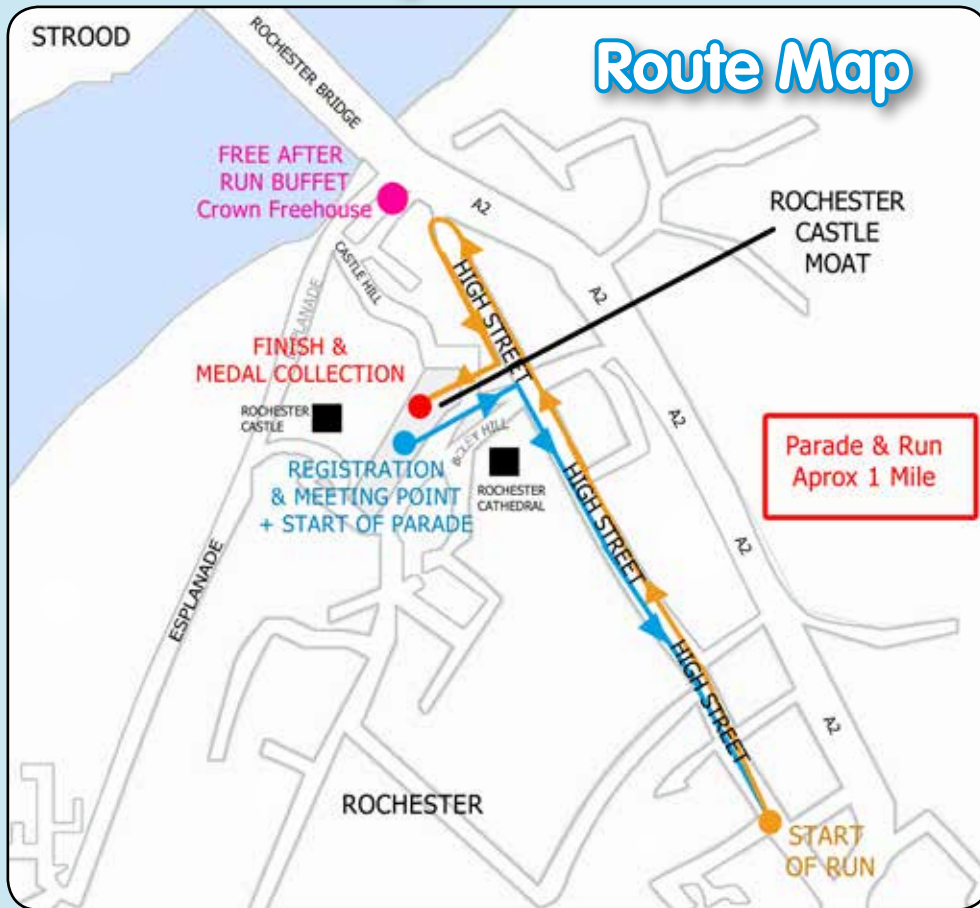 STROOD
ROCHESTER BRIDGE
Route Map
FREE AFTER
RUN BUFFET
Crown Freehouse
A2
ROCHESTER
CASTLE
MOAT
CASTLE HILL
HIGH STREET
A2
ESPLANADE
FINISH &
MEDAL COLLECTION
ROCHESTER
CASTLE
A2
BOLEY HILL
REGISTRATION
& MEETING POINT
+ START OF PARADE
ROCHESTER
CATHEDRAL
Parade & Run
Aprox 1 Mile
HIGH STREET
A2
ESPLANADE
HIGH STREET
A2
ROCHESTER
START
OF RUN